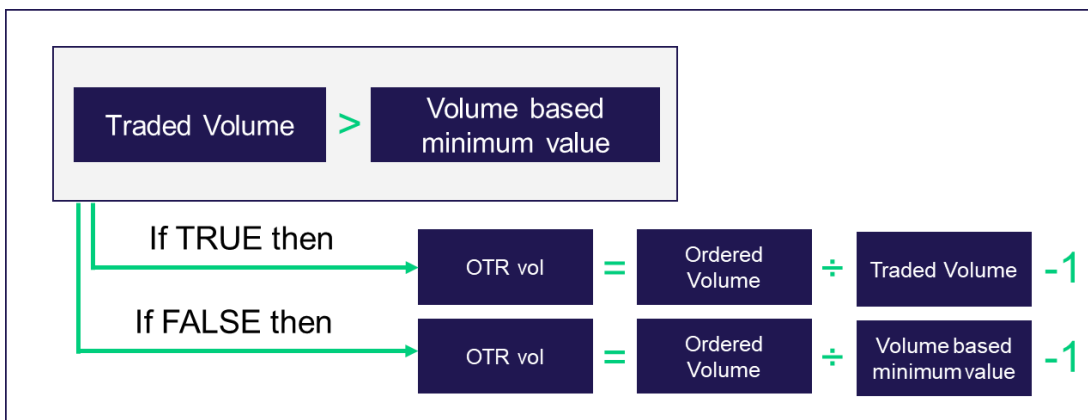 Traded Volume > Volume based
minimum value
If TRUE then
OTR vol = Ordered
Volume ÷ Traded Volume -1
If FALSE then
OTR vol = Ordered
Volume ÷ Volume based
minimum value -1